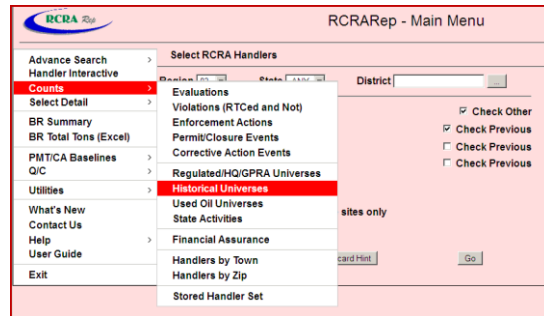 RCRA Rep
RCRARep - Main Menu
Advance Search >
Handler Interactive
Counts >
Select Detail >
BR Summary
BR Total Tons (Excel)
PMT/CA Baselines >
Q/C >
Utilities >
What's New
Contact Us
Help >
User Guide
Exit
Select RCRA Handlers
Region State District ...
Evaluations
Violations (RTCed and Not)
Enforcement Actions
Permit/Closure Events
Corrective Action Events
Regulated/HQ/GPRA Universes
Historical Universes
Used Oil Universes
State Activities
Financial Assurance
Handlers by Town
Handlers by Zip
Stored Handler Set
Check Other
Check Previous
Check Previous
Check Previous
sites only
card Hint
Go